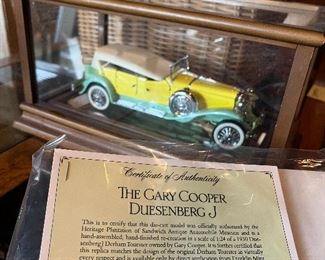 Certificate of Authenticity
THE GARY COOPER
DUESENBERG J
This is to certify that this die-cast model was officially authorized by the
Heritage Plantation of Sandwich Antique Automobile Museum and is a
hand-assembled, hand-finished re-creation in a scale of 1:24 of a 1930 Due-
senberg J Derham Tourster owned by Gary Cooper. It is further certified that
this replica matches the design of the original Derham Tourster in virtually
every respect and is available only by direct